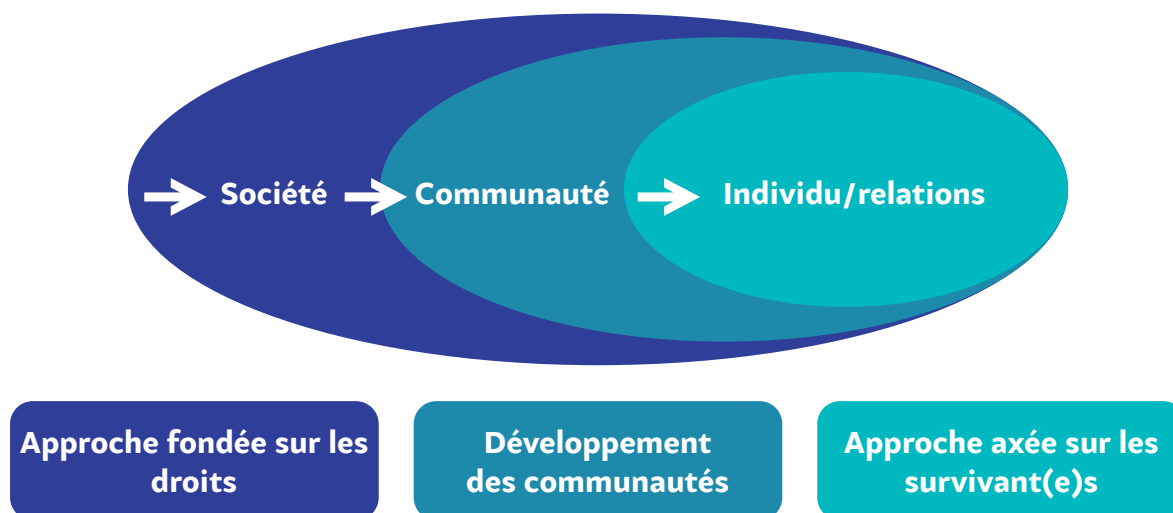 Société
Communauté
Individu/relations
Approche fondée sur les
droits
Développement
des communautés
Approche axée sur les
survivant(e)s